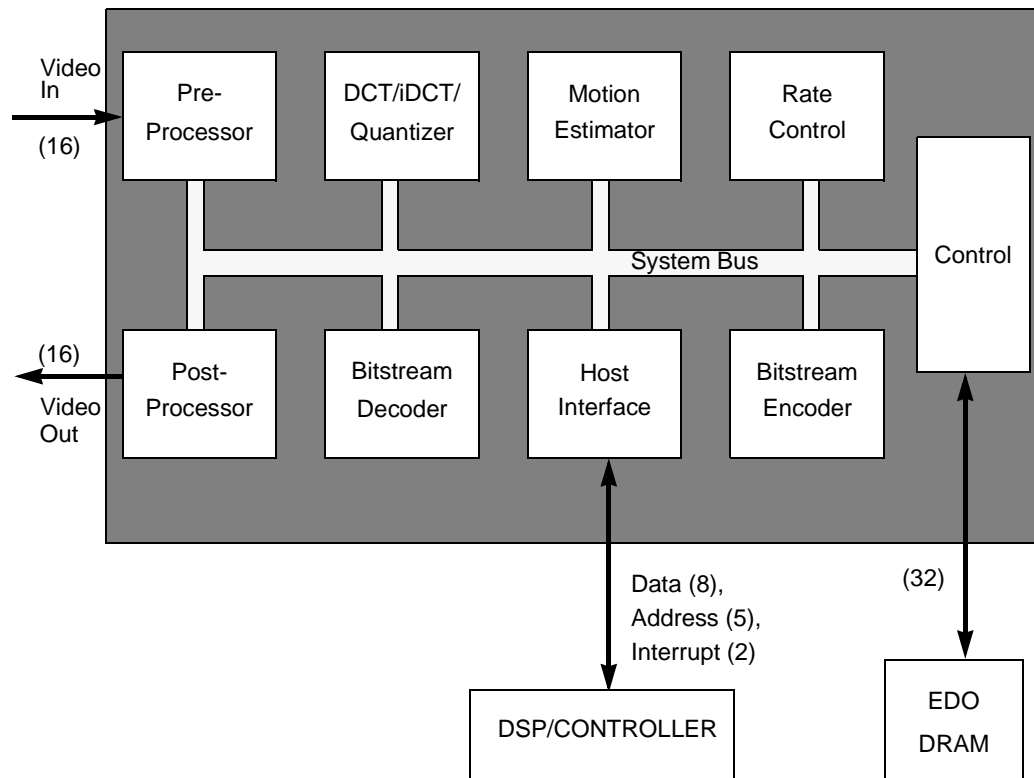 Video
In
(16)
Pre-
Processor
DCT/iDCT/
Quantizer
Motion
Estimator
Rate
Control
Control
System Bus
(16)
Video
Out
Post-
Processor
Bitstream
Decoder
Host
Interface
Bitstream
Encoder
Data (8),
Address (5),
Interrupt (2)
(32)
DSP/CONTROLLER
EDO
DRAM